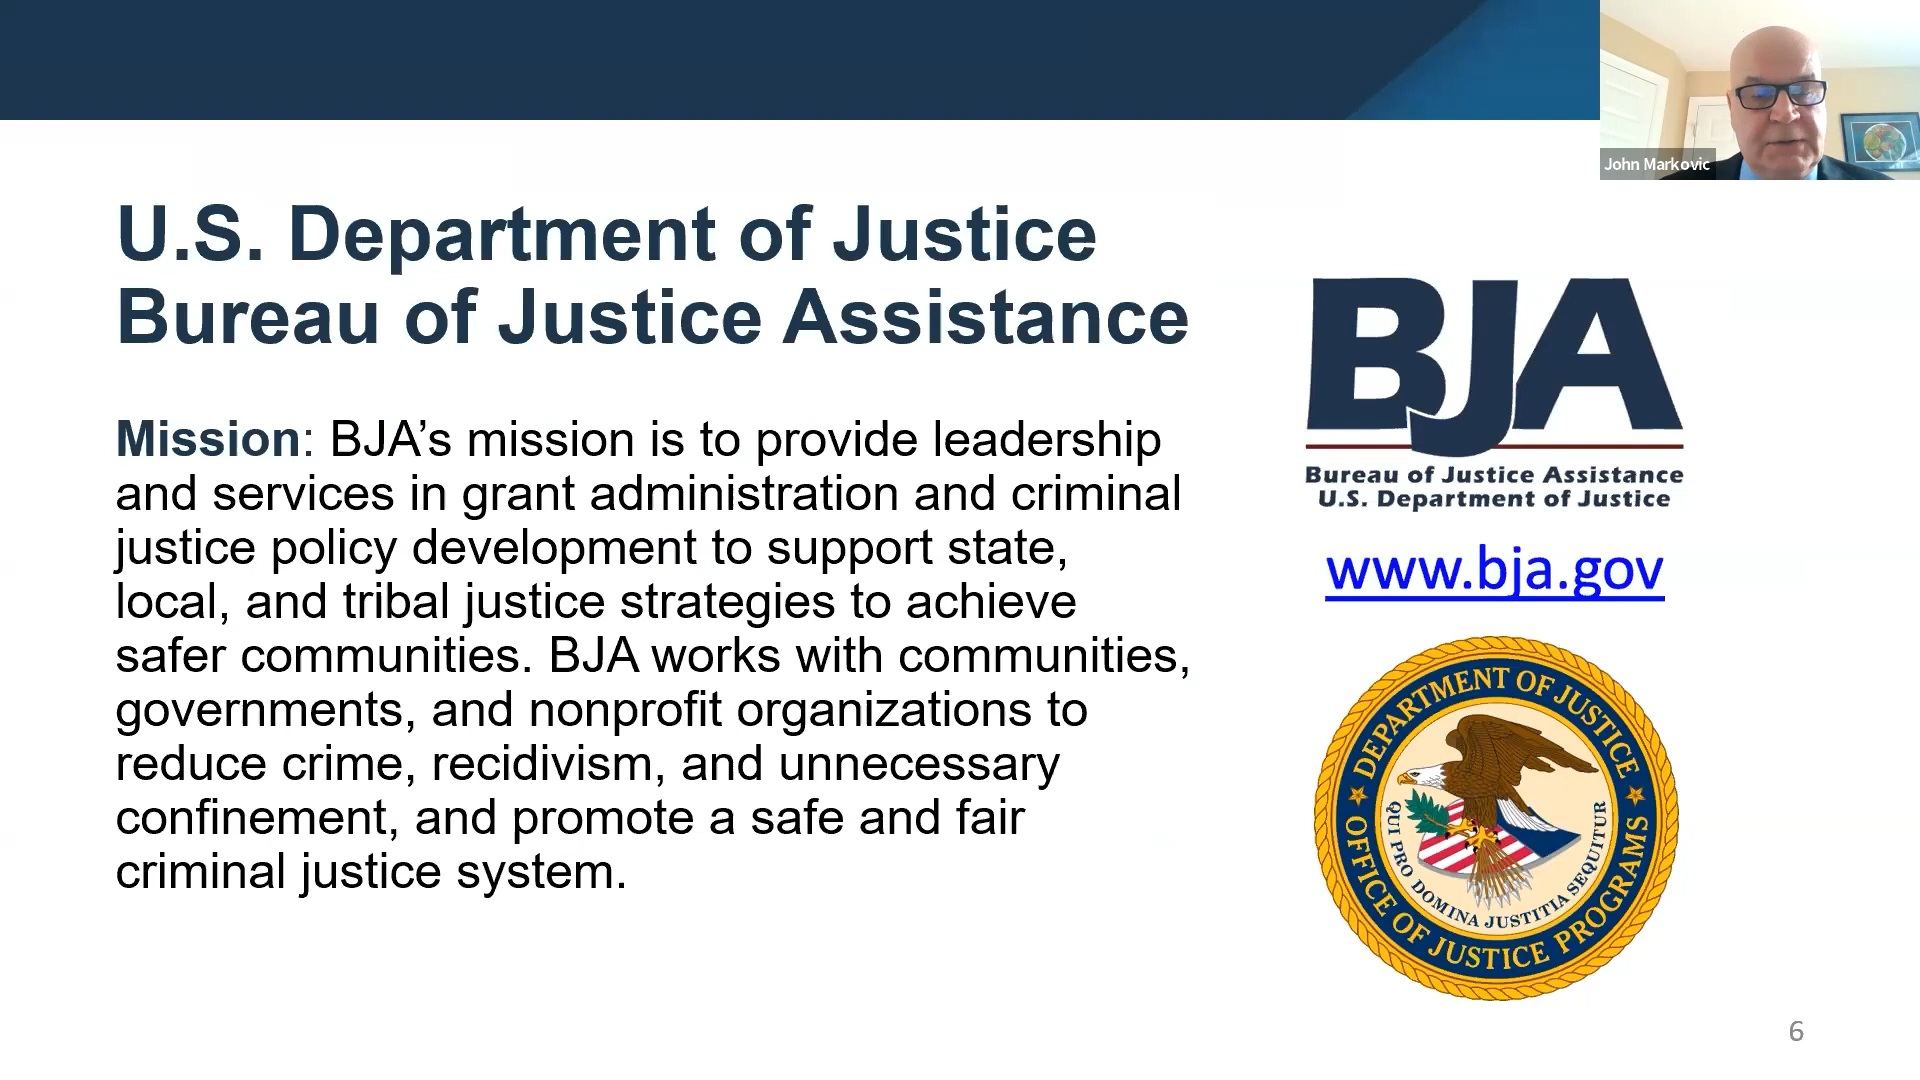 John Markovic
U.S. Department of Justice
Bureau of Justice Assistance
Mission: BJA’s mission is to provide leadership
and services in grant administration and criminal
justice policy development to support state,
local, and tribal justice strategies to achieve
safer communities. BJA works with communities,
governments, and nonprofit organizations to
reduce crime, recidivism, and unnecessary
confinement, and promote a safe and fair
criminal justice system.
BJA
Bureau of Justice Assistance
U.S. Department of Justice
www.bja.gov
DEPARTMENT OF JUSTICE
OFFICE OF JUSTICE PROGRAMS
QUI PRO DOMINA JUSTITIA SEQUITUR
6